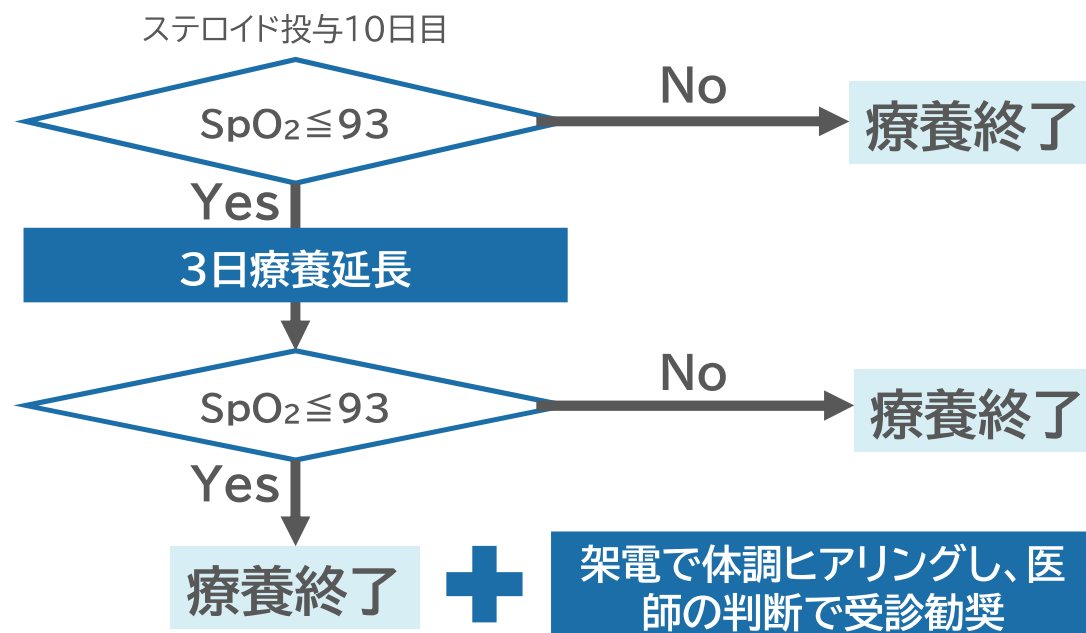 ステロイド投与10日目
SpO₂≦93
No
療養終了
Yes
3日療養延長
SpO₂≦93
No
療養終了
Yes
療養終了
架電で体調ヒアリングし、医
師の判断で受診勧奨